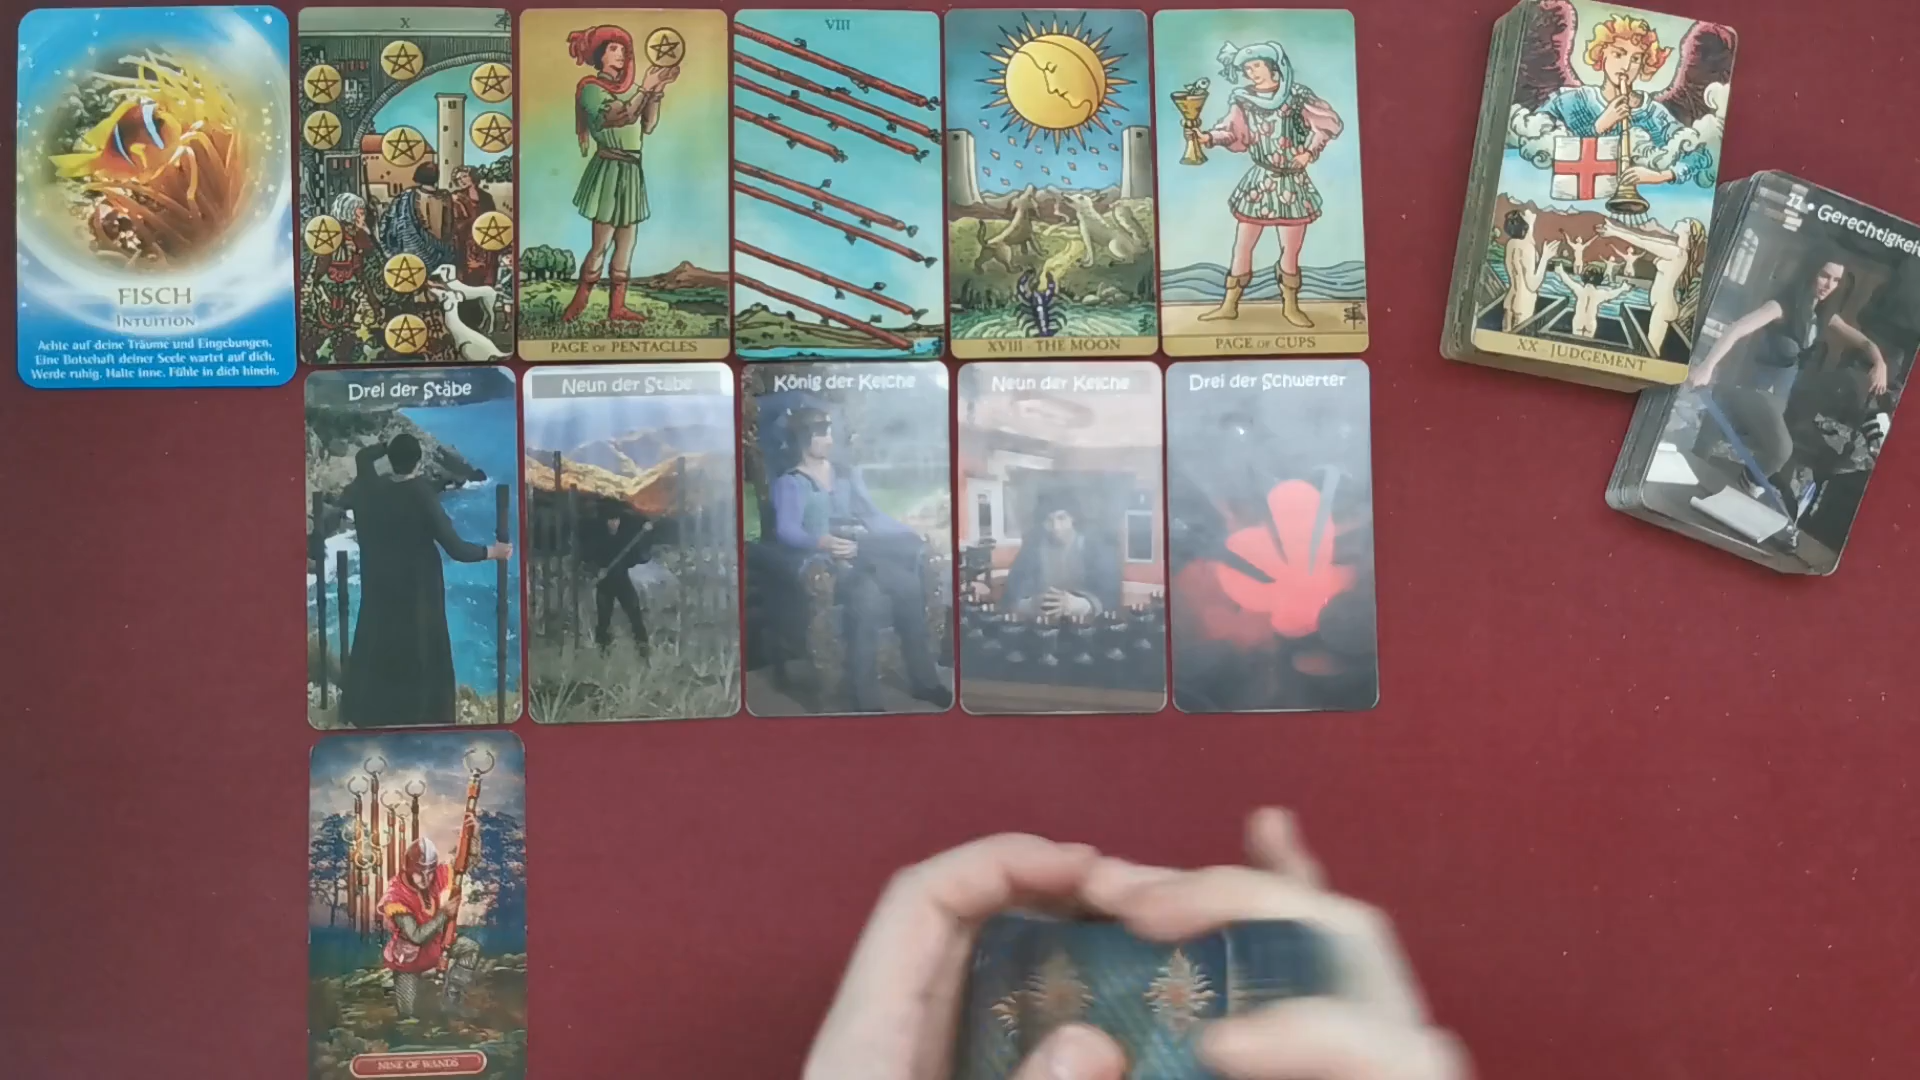 FISCH
INTUITION
Achte auf deine Träume und Eingebungen.
Eine Botschaft deiner Seele wartet auf dich.
Werde ruhig. Halte inne. Fühle in dich hinein.
X
PAGE OF PENTACLES
VIII
XVIII - THE MOON
PAGE OF CUPS
XX - JUDGEMENT
11 • Gerechtigkeit
Drei der Stäbe
Neun der Stäbe
König der Kelche
Neun der Kelche
Drei der Schwerter
NINE OF WANDS